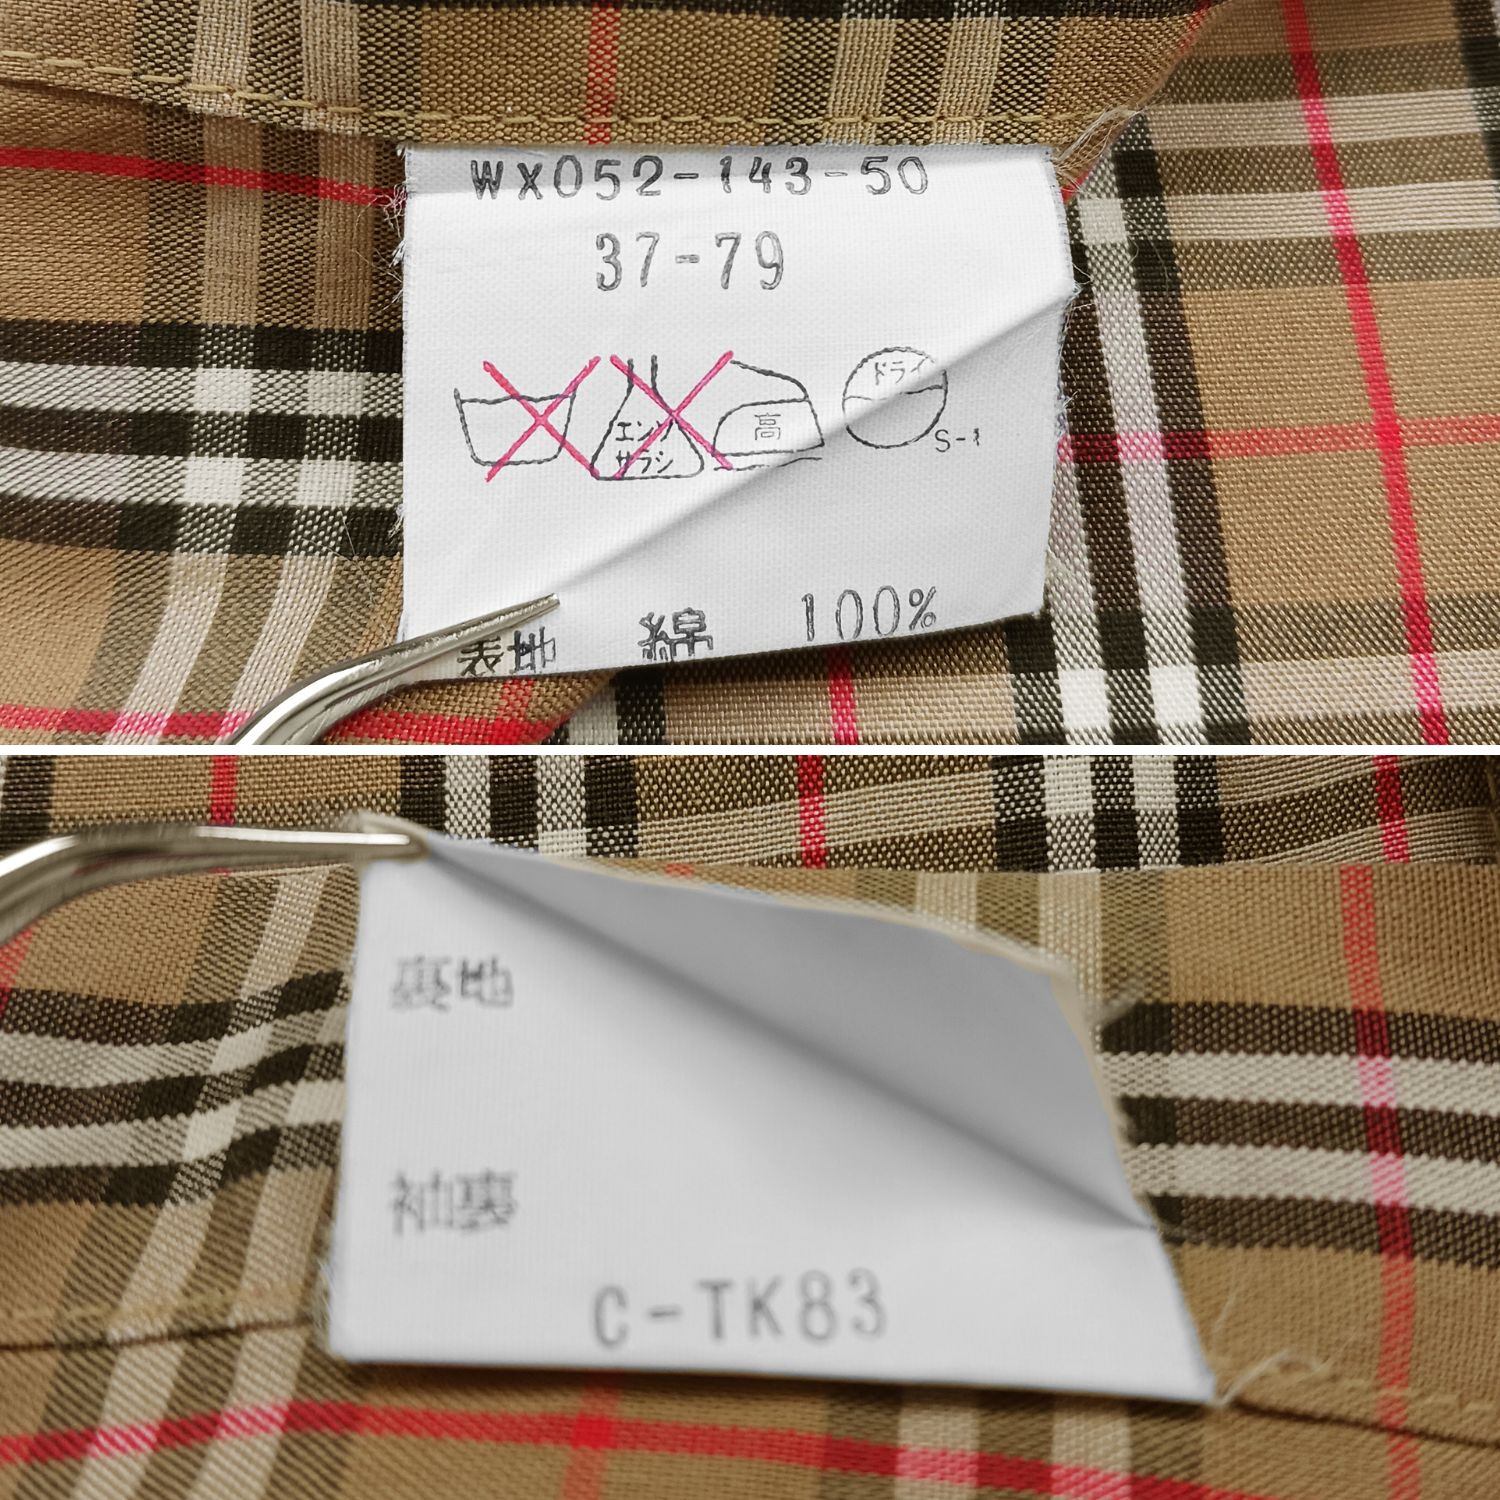 WX052-143-50
37-79
エンソ
サラシ
高
ドライ
S-1
表地 綿 100%
裏地
袖裏
C-TK83